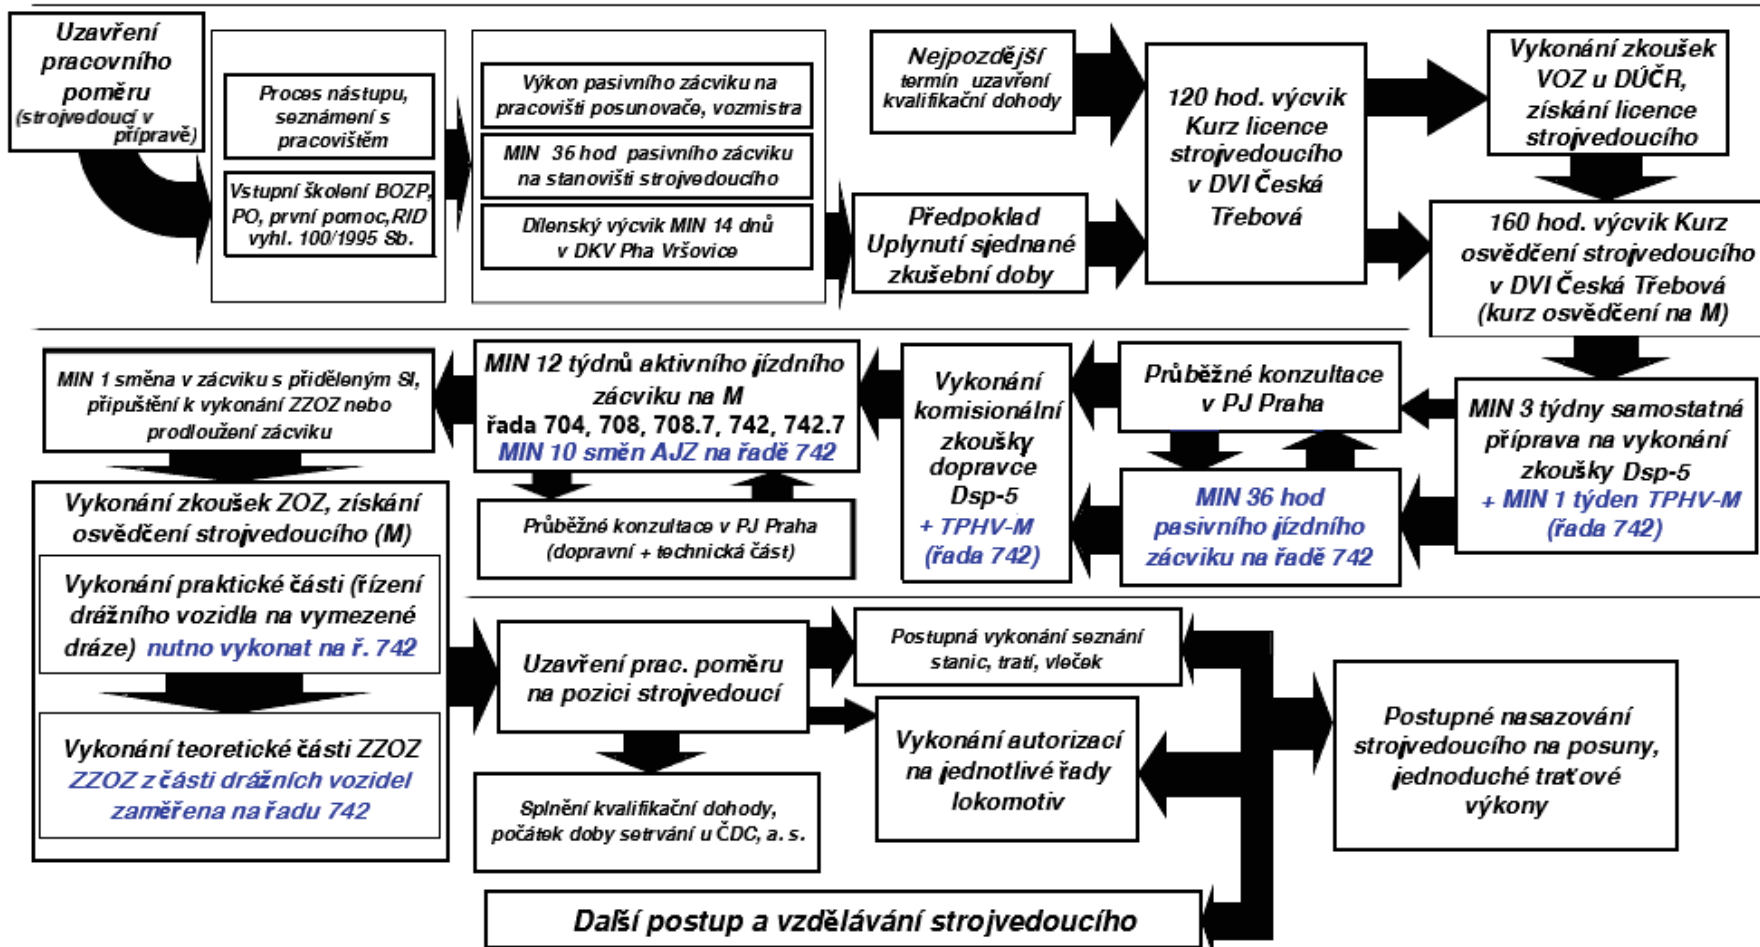 Uzavření
pracovního
poměru
(strojvedoucí v
přípravě)
Proces nástupu,
seznámení s
pracovištěm
Vstupní školení BOZP,
PO, první pomoc,RID
vyhl. 100/1995 Sb.
Výkon pasivního zácviku na
pracovišti posunovače, vozmistra
MIN 36 hod pasivního zácviku
na stanovišti strojvedoucího
Dílenský výcvik MIN 14 dnů
v DKV Pha Vršovice
Nejpozdější
termín uzavření
kvalifikační dohody
Předpoklad
Uplynutí sjednané
zkušební doby
120 hod. výcvik
Kurz licence
strojvedoucího
v DVI Česká
Třebová
Vykonání zkoušek
VOZ u DÚČR,
získání licence
strojvedoucího
160 hod. výcvik Kurz
osvědčení strojvedoucího
v DVI Česká Třebová
(kurz osvědčení na M)
MIN 3 týdny samostatná
příprava na vykonání
zkoušky Dsp-5
+ MIN 1 týden TPHV-M
(řada 742)
Průběžné konzultace
v PJ Praha
MIN 36 hod
pasivního jízdního
zácviku na řadě 742
Vykonání
komisionální
zkoušky
dopravce
Dsp-5
+ TPHV-M
(řada 742)
MIN 12 týdnů aktivního jízdního
zácviku na M
řada 704, 708, 708.7, 742, 742.7
MIN 10 směn AJZ na řadě 742
Průběžné konzultace v PJ Praha
(dopravní + technická část)
MIN 1 směna v zácviku s přiděleným SI,
připuštění k vykonání ZZOZ nebo
prodloužení zácviku
Vykonání zkoušek ZOZ, získání
osvědčení strojvedoucího (M)
Vykonání praktické části (řízení
drážního vozidla na vymezené
dráze) nutno vykonat na ř. 742
Vykonání teoretické části ZZOZ
ZZOZ z části drážních vozidel
zaměřena na řadu 742
Uzavření prac. poměru
na pozici strojvedoucí
Splnění kvalifikační dohody,
počátek doby setrvání u ČDC, a. s.
Postupná vykonání seznání
stanic, tratí, vleček
Vykonání autorizací
na jednotlivé řady
lokomotiv
Postupné nasazování
strojvedoucího na posuny,
jednoduché traťové
výkony
Další postup a vzdělávání strojvedoucího